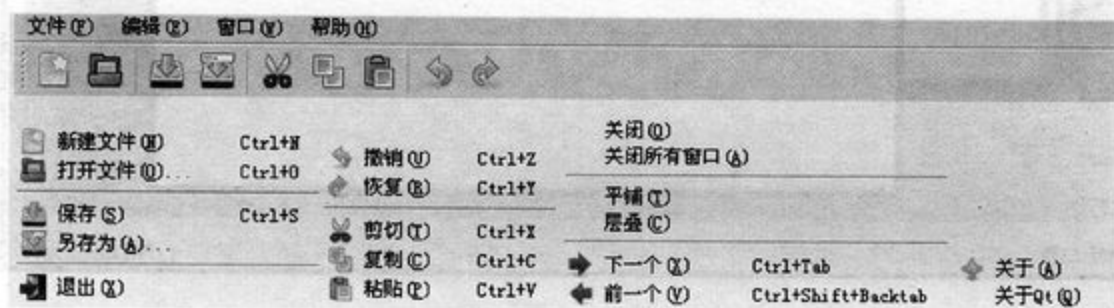 文件(F) 编辑(E) 窗口(W) 帮助(H)
新建文件(N) Ctrl+N
打开文件(O)... Ctrl+O
保存(S) Ctrl+S
另存为(A)...
退出(X)
撤销(U) Ctrl+Z
恢复(R) Ctrl+Y
剪切(T) Ctrl+X
复制(C) Ctrl+C
粘贴(P) Ctrl+V
关闭(O)
关闭所有窗口(A)
平铺(T)
层叠(C)
下一个(X) Ctrl+Tab
前一个(V) Ctrl+Shift+Backtab
关于(A)
关于Qt(Q)